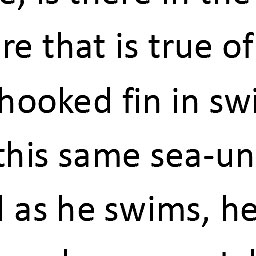 , is there in the
re that is true of
hooked fin in swi
this same sea-un
as he swims, he